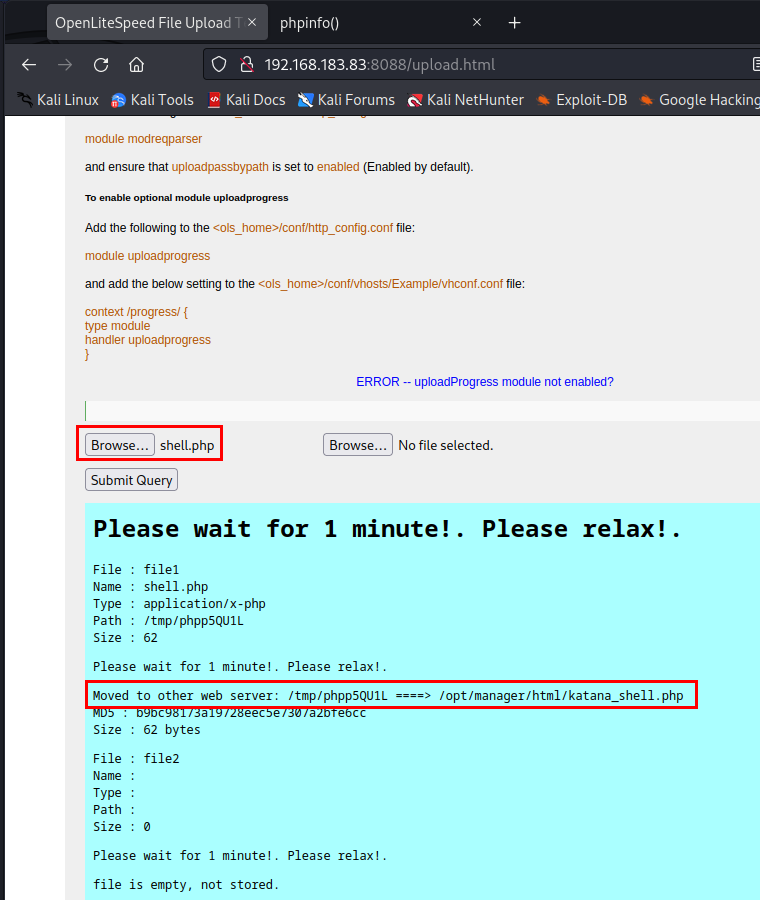 OpenLiteSpeed File Upload T
phpinfo()
192.168.183.83:8088/upload.html
Kali Linux
Kali Tools
Kali Docs
Kali Forums
Kali NetHunter
Exploit-DB
Google Hacking
module modreqparser
and ensure that uploadpassbypath is set to enabled (Enabled by default).
To enable optional module uploadprogress
Add the following to the <ols_home>/conf/http_config.conf file:
module uploadprogress
and add the below setting to the <ols_home>/conf/vhosts/Example/vhconf.conf file:
context /progress/ {
type module
handler uploadprogress
}
ERROR -- uploadProgress module not enabled?
Browse... shell.php
Browse... No file selected.
Submit Query
Please wait for 1 minute!. Please relax!.
File : file1
Name : shell.php
Type : application/x-php
Path : /tmp/phpp5QU1L
Size : 62
Please wait for 1 minute!. Please relax!.
Moved to other web server: /tmp/phpp5QU1L ====> /opt/manager/html/katana_shell.php
MD5 : b9bc98173a19728eec5e7307a2bfe6cc
Size : 62 bytes
File : file2
Name :
Type :
Path :
Size : 0
Please wait for 1 minute!. Please relax!.
file is empty, not stored.